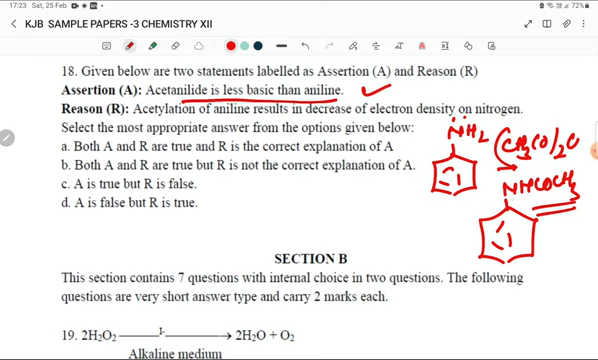 17:23 Sat, 25 Feb
72%
KJB SAMPLE PAPERS -3 CHEMISTRY XII
18. Given below are two statements labelled as Assertion (A) and Reason (R)
Assertion (A): Acetanilide is less basic than aniline.
Reason (R): Acetylation of aniline results in decrease of electron density on nitrogen.
Select the most appropriate answer from the options given below:
a. Both A and R are true and R is the correct explanation of A
b. Both A and R are true but R is not the correct explanation of A.
c. A is true but R is false.
d. A is false but R is true.
NH2
(CH3CO)2O
NHCOCH3
SECTION B
This section contains 7 questions with internal choice in two questions. The following
questions are very short answer type and carry 2 marks each.
19. 2H₂O₂ ⟶ 2H₂O + O₂
I-
Alkaline medium